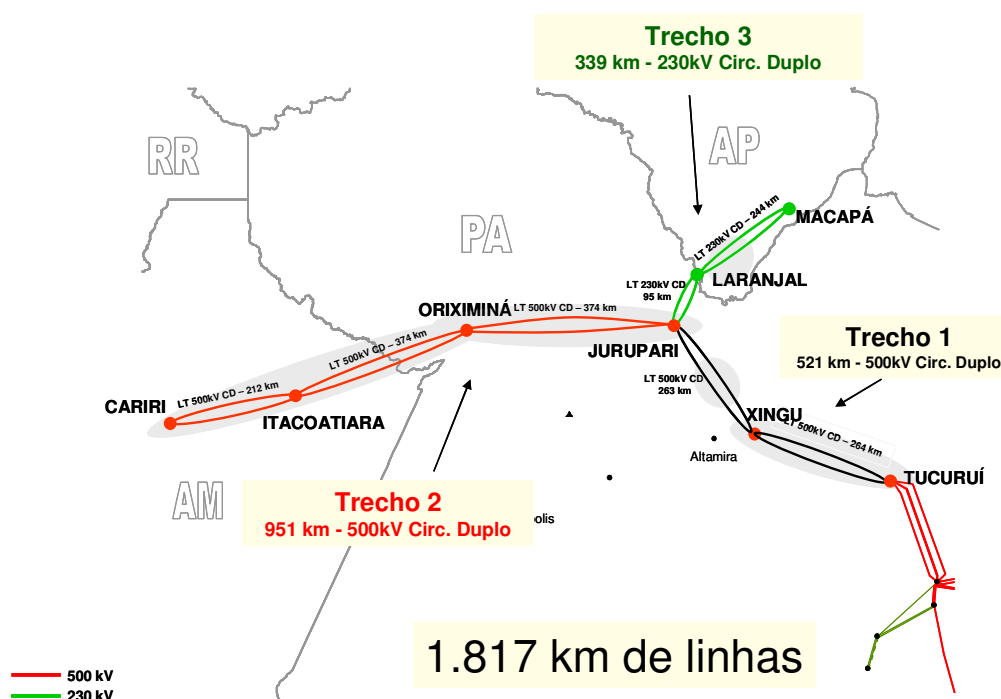 Trecho 3
339 km - 230kV Circ. Duplo
RR
AP
PA
LT 230kV CD – 244 km
MACAPÁ
LARANJAL
LT 230kV CD
95 km
ORIXIMINÁ
LT 500kV CD – 374 km
JURUPARI
Trecho 1
521 km - 500kV Circ. Duplo
LT 500kV CD – 374 km
LT 500kV CD
263 km
LT 500kV CD – 212 km
CARIRI
ITACOATIARA
XINGU
LT 500kV CD – 264 km
Altamira
TUCURUÍ
AM
Trecho 2
951 km - 500kV Circ. Duplo
olis
1.817 km de linhas
500 kV
230 kV